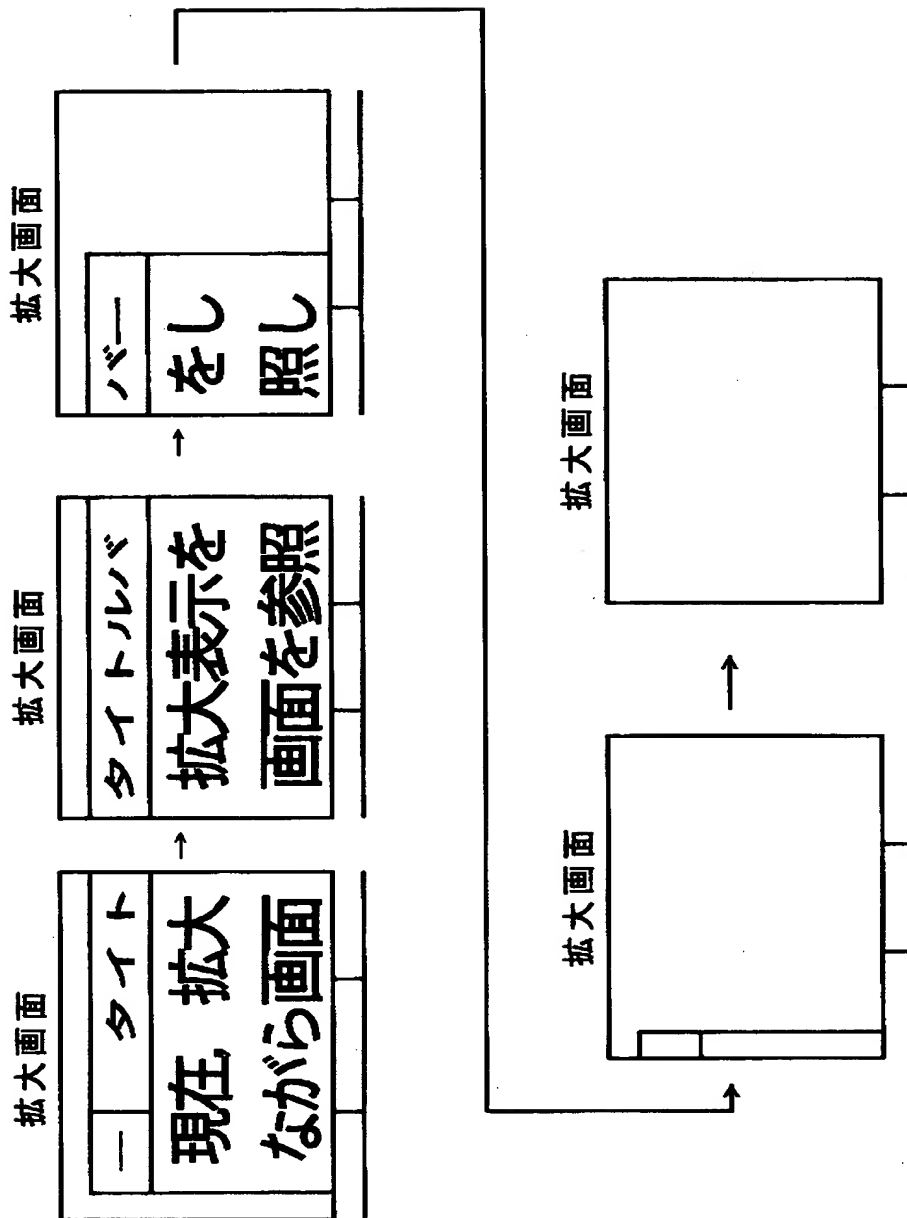 拡大画面
一 タイト
現在, 拡大
ながら画面
拡大画面
タイトルバ
拡大表示を
画面を参照
拡大画面
バー
をし
照し
拡大画面
拡大画面